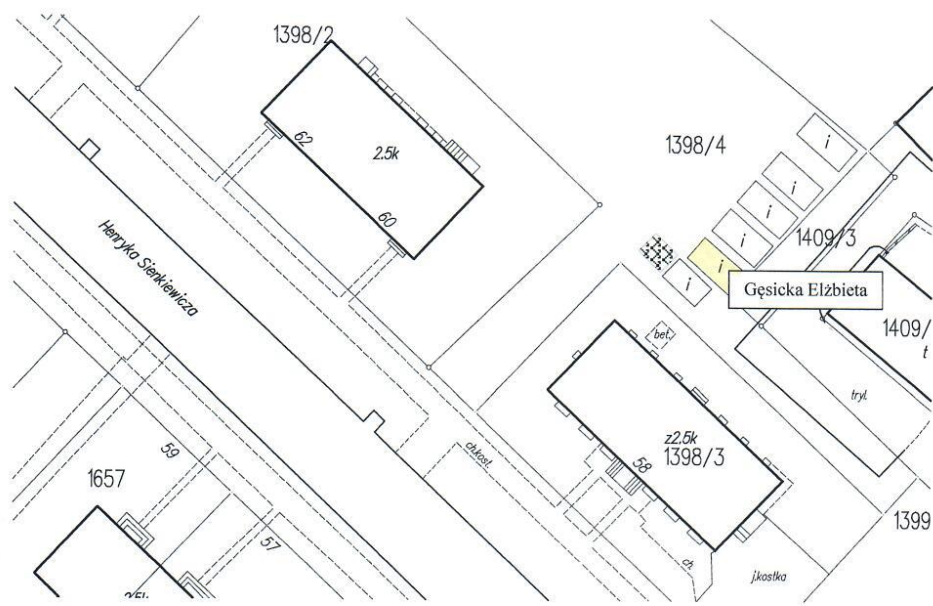 1398/2
62
2.5k
60
1398/4
i
i
i
i
i
i
1409/3
Gęsicka Elżbieta
1409/
t
Henryka Sienkiewicza
bet.
tryl.
z2.5k
1398/3
58
ch.kost.
59
1657
57
ch.
j.kostka
1399